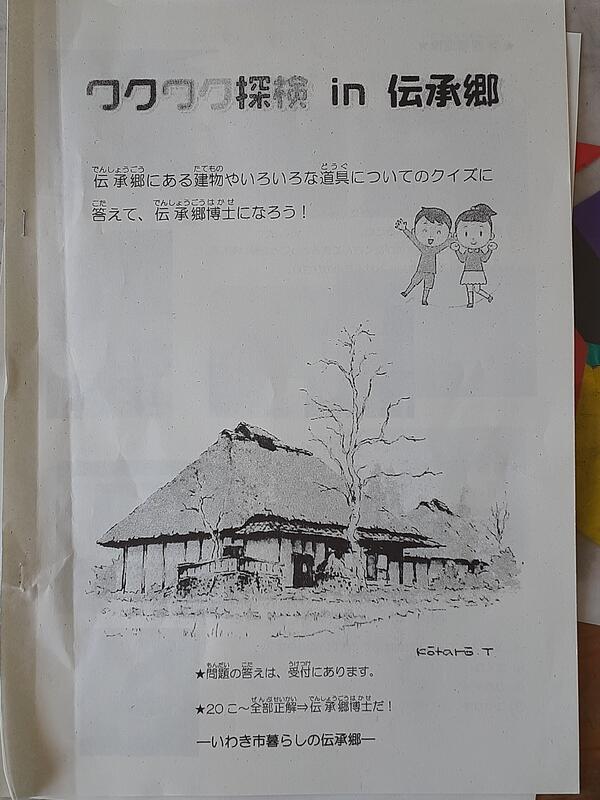 ワクワク探検 in 伝承郷
伝承郷にある建物やいろいろな道具についてのクイズに
答えて、伝承郷博士になろう！
Kōtarō.T
★問題の答えは、受付にあります。
★20こ～全部正解⇒伝承郷博士だ！
―いわき市暮らしの伝承郷―